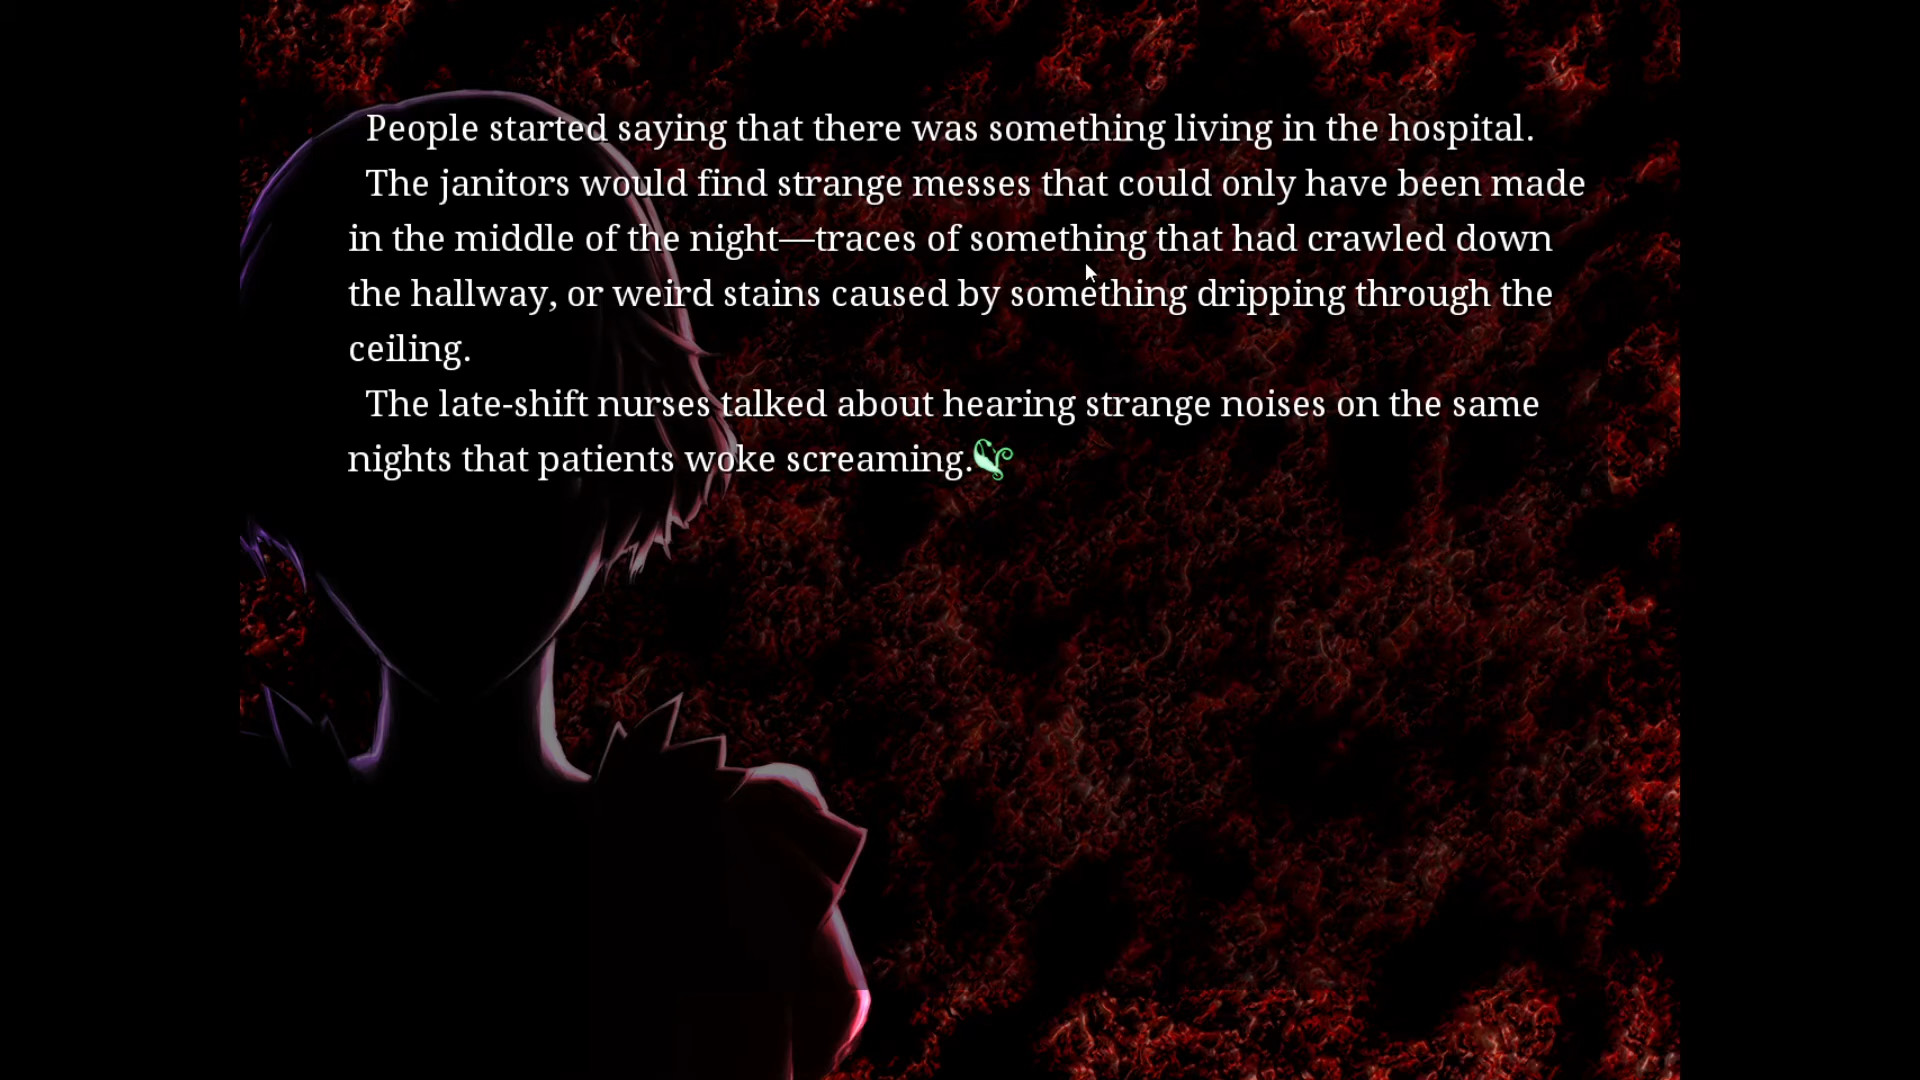 People started saying that there was something living in the hospital.
The janitors would find strange messes that could only have been made
in the middle of the night—traces of something that had crawled down
the hallway, or weird stains caused by something dripping through the
ceiling.
The late-shift nurses talked about hearing strange noises on the same
nights that patients woke screaming.